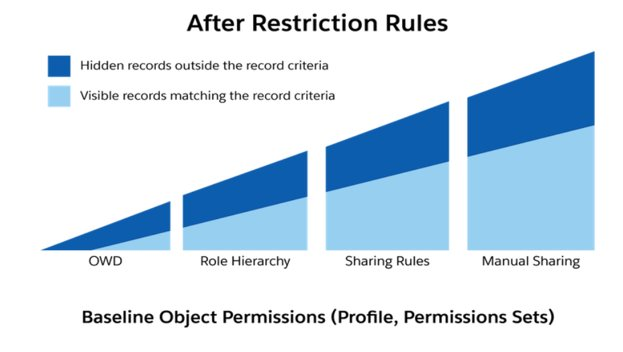 After Restriction Rules
Hidden records outside the record criteria
Visible records matching the record criteria
OWD
Role Hierarchy
Sharing Rules
Manual Sharing
Baseline Object Permissions (Profile, Permissions Sets)